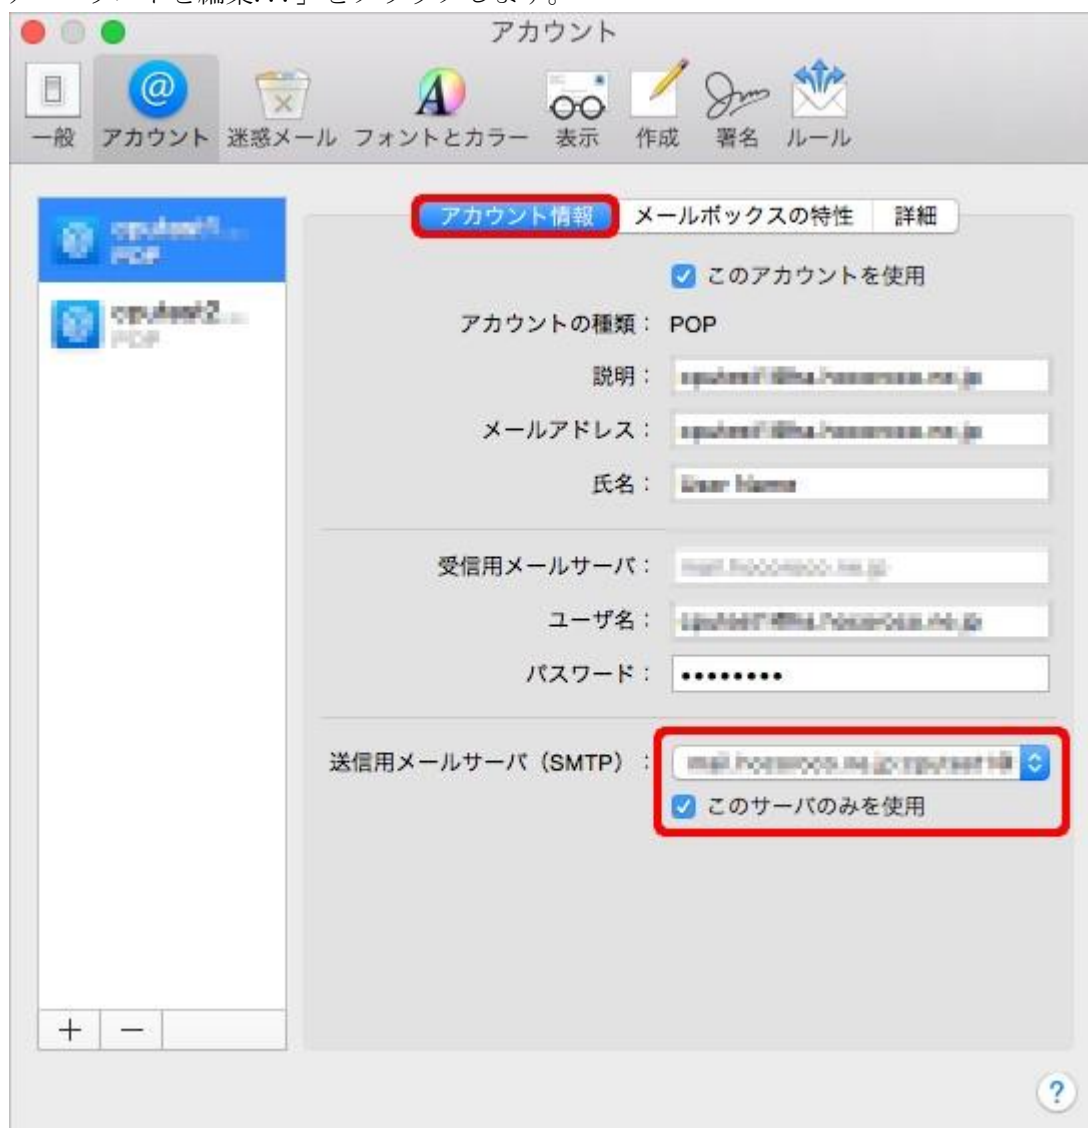 アカウント
一般 アカウント 迷惑メール フォントとカラー 表示 作成 署名 ルール
アカウント情報 メールボックスの特性 詳細
POP
POP
このアカウントを使用
アカウントの種類： POP
説明：
メールアドレス：
氏名： User Name
受信用メールサーバ：
ユーザ名：
パスワード： ••••••••
送信用メールサーバ（SMTP）：
このサーバのみを使用
+ −
?